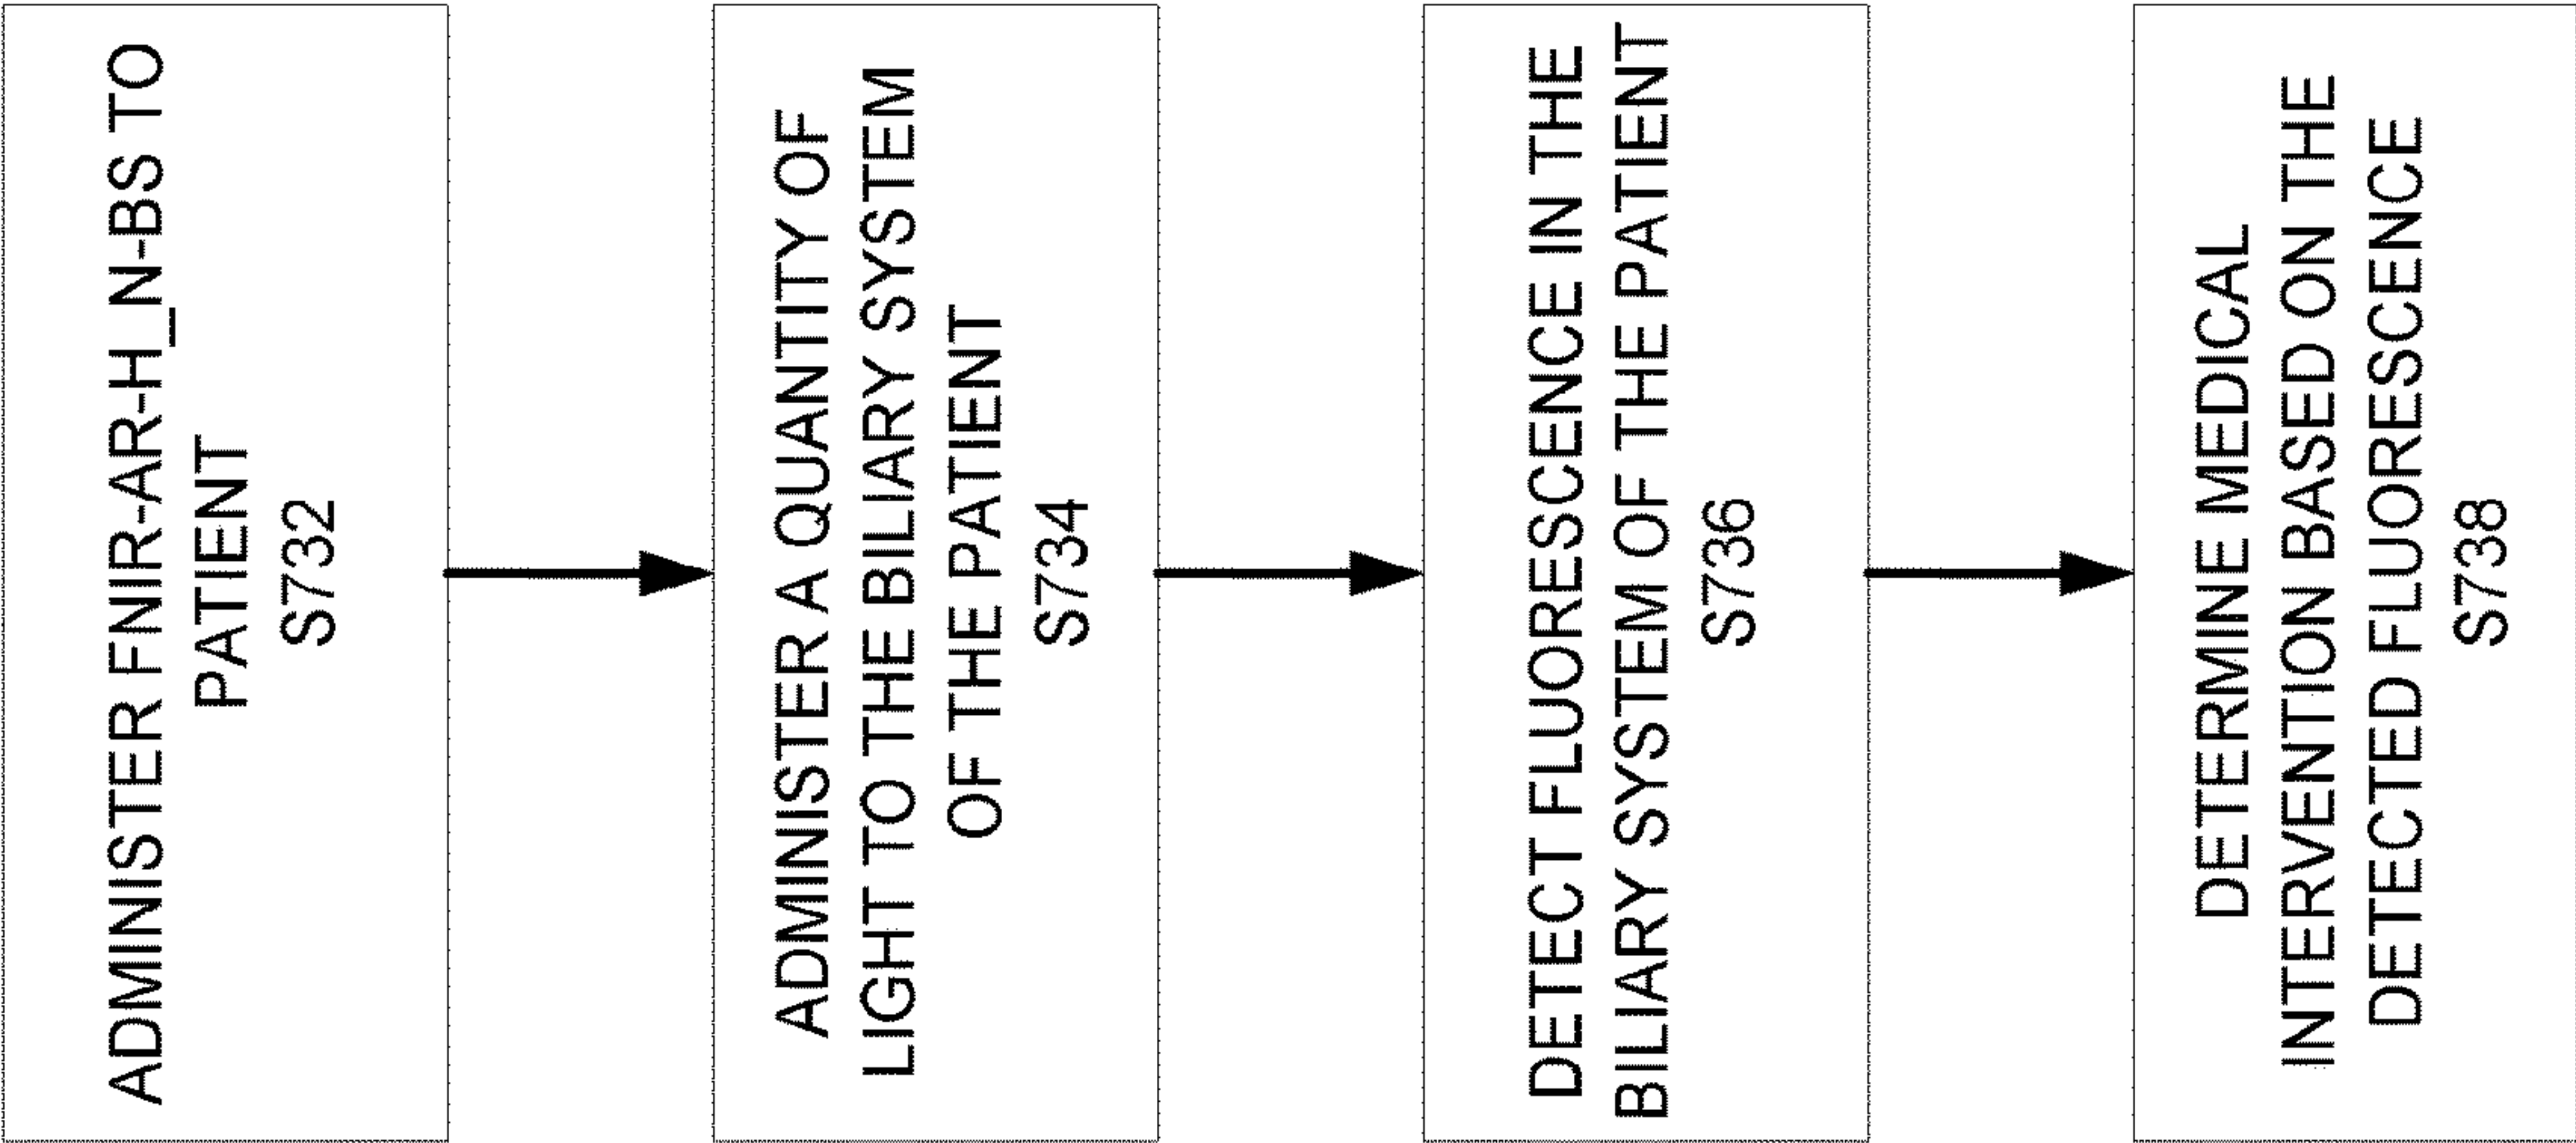 ADMINISTER FNIR-AR-H_N-BS TO
PATIENT
S732
ADMINISTER A QUANTITY OF
LIGHT TO THE BILIARY SYSTEM
OF THE PATIENT
S734
DETECT FLUORESCENCE IN THE
BILIARY SYSTEM OF THE PATIENT
S736
DETERMINE MEDICAL
INTERVENTION BASED ON THE
DETECTED FLUORESCENCE
S738